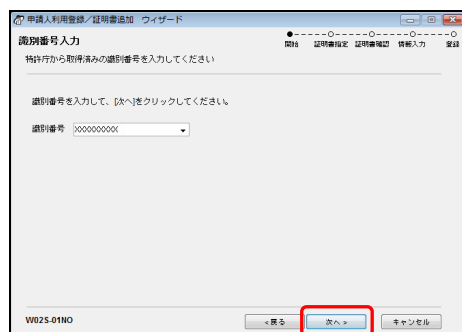 申請人利用登録／証明書追加　ウィザード
識別番号入力
開始 証明書指定 証明書確認 情報入力 登録
特許庁から取得済みの識別番号を入力してください
識別番号を入力して、[次へ]をクリックしてください。
識別番号 XXXXXXXXX
W02S-01NO
<戻る 次へ> キャンセル